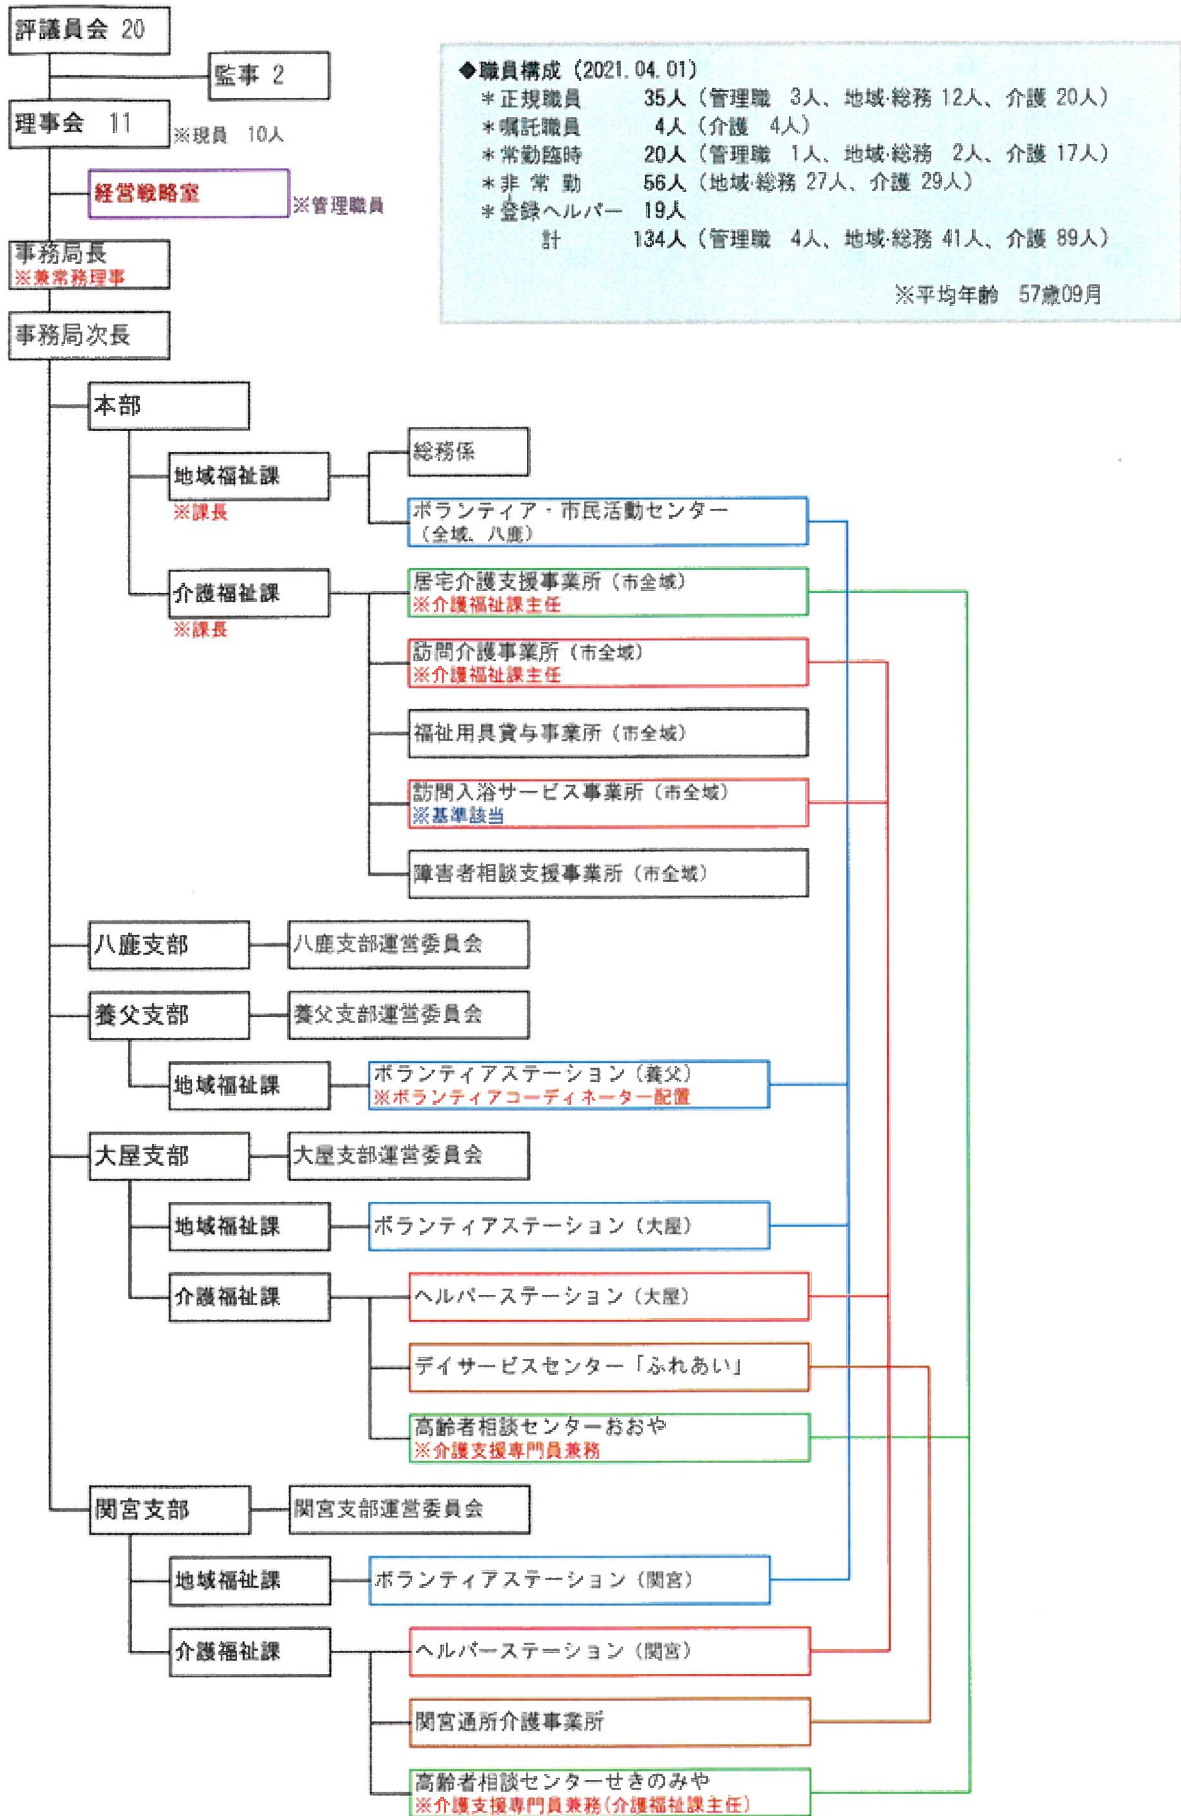 評議員会 20
監事 2
理事会 11
※現員 10人
経営戦略室
※管理職員
事務局長
※兼常務理事
事務局次長
◆職員構成 (2021.04.01)
*正規職員 35人 (管理職 3人、地域・総務 12人、介護 20人)
*嘱託職員 4人 (介護 4人)
*常勤臨時 20人 (管理職 1人、地域・総務 2人、介護 17人)
*非常勤 56人 (地域・総務 27人、介護 29人)
*登録ヘルパー 19人
計 134人 (管理職 4人、地域・総務 41人、介護 89人)
※平均年齢 57歳09月
本部
地域福祉課
※課長
総務係
ボランティア・市民活動センター
(全域、八鹿)
介護福祉課
※課長
居宅介護支援事業所 (市全域)
※介護福祉課主任
訪問介護事業所 (市全域)
※介護福祉課主任
福祉用具貸与事業所 (市全域)
訪問入浴サービス事業所 (市全域)
※基準該当
障害者相談支援事業所 (市全域)
八鹿支部
八鹿支部運営委員会
養父支部
養父支部運営委員会
地域福祉課
ボランティアステーション (養父)
※ボランティアコーディネーター配置
大屋支部
大屋支部運営委員会
地域福祉課
ボランティアステーション (大屋)
介護福祉課
ヘルパーステーション (大屋)
デイサービスセンター「ふれあい」
高齢者相談センターおおや
※介護支援専門員兼務
関宮支部
関宮支部運営委員会
地域福祉課
ボランティアステーション (関宮)
介護福祉課
ヘルパーステーション (関宮)
関宮通所介護事業所
高齢者相談センターせきのみや
※介護支援専門員兼務(介護福祉課主任)